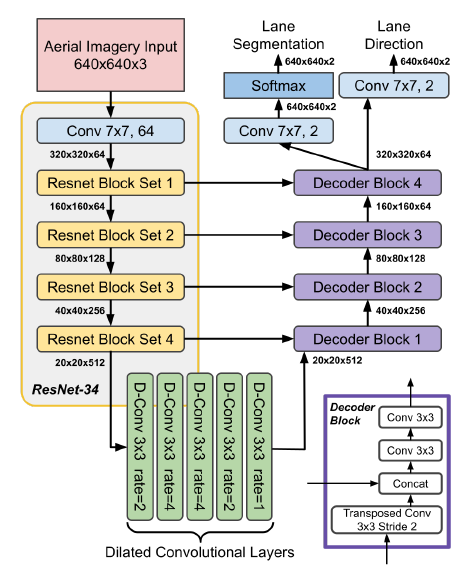 Aerial Imagery Input
640x640x3
Lane
Segmentation
Lane
Direction
640x640x2
640x640x2
Softmax
640x640x2
Conv 7x7, 2
Conv 7x7, 2
Conv 7x7, 64
320x320x64
320x320x64
Resnet Block Set 1
Decoder Block 4
160x160x64
160x160x64
Resnet Block Set 2
Decoder Block 3
80x80x128
80x80x128
Resnet Block Set 3
Decoder Block 2
40x40x256
40x40x256
Resnet Block Set 4
Decoder Block 1
20x20x512
20x20x512
ResNet-34
D-Conv 3x3 rate=2
D-Conv 3x3 rate=4
D-Conv 3x3 rate=4
D-Conv 3x3 rate=2
D-Conv 3x3 rate=1
Dilated Convolutional Layers
Decoder
Block
Conv 3x3
Conv 3x3
Concat
Transposed Conv
3x3 Stride 2